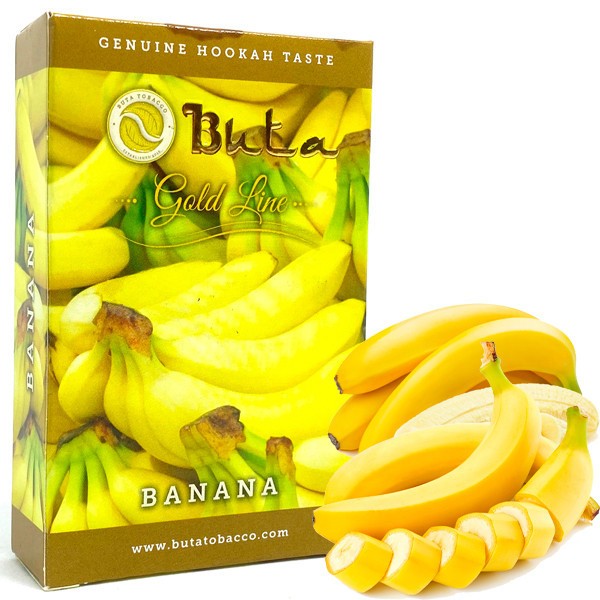 GENUINE HOOKAH TASTE
BUTA TOBACCO
Buta
Gold Line
BANANA
www.butatobacco.com
BANANA